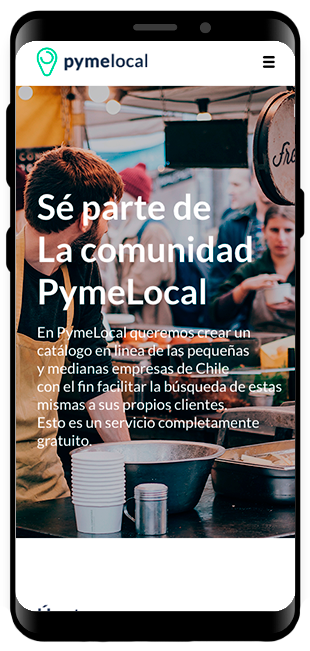 pymelocal
Sé parte de
La comunidad
PymeLocal
En PymeLocal queremos crear un
catálogo en línea de las pequeñas
y medianas empresas de Chile
con el fin facilitar la búsqueda de estas
mismas a sus propios clientes.
Esto es un servicio completamente
gratuito.